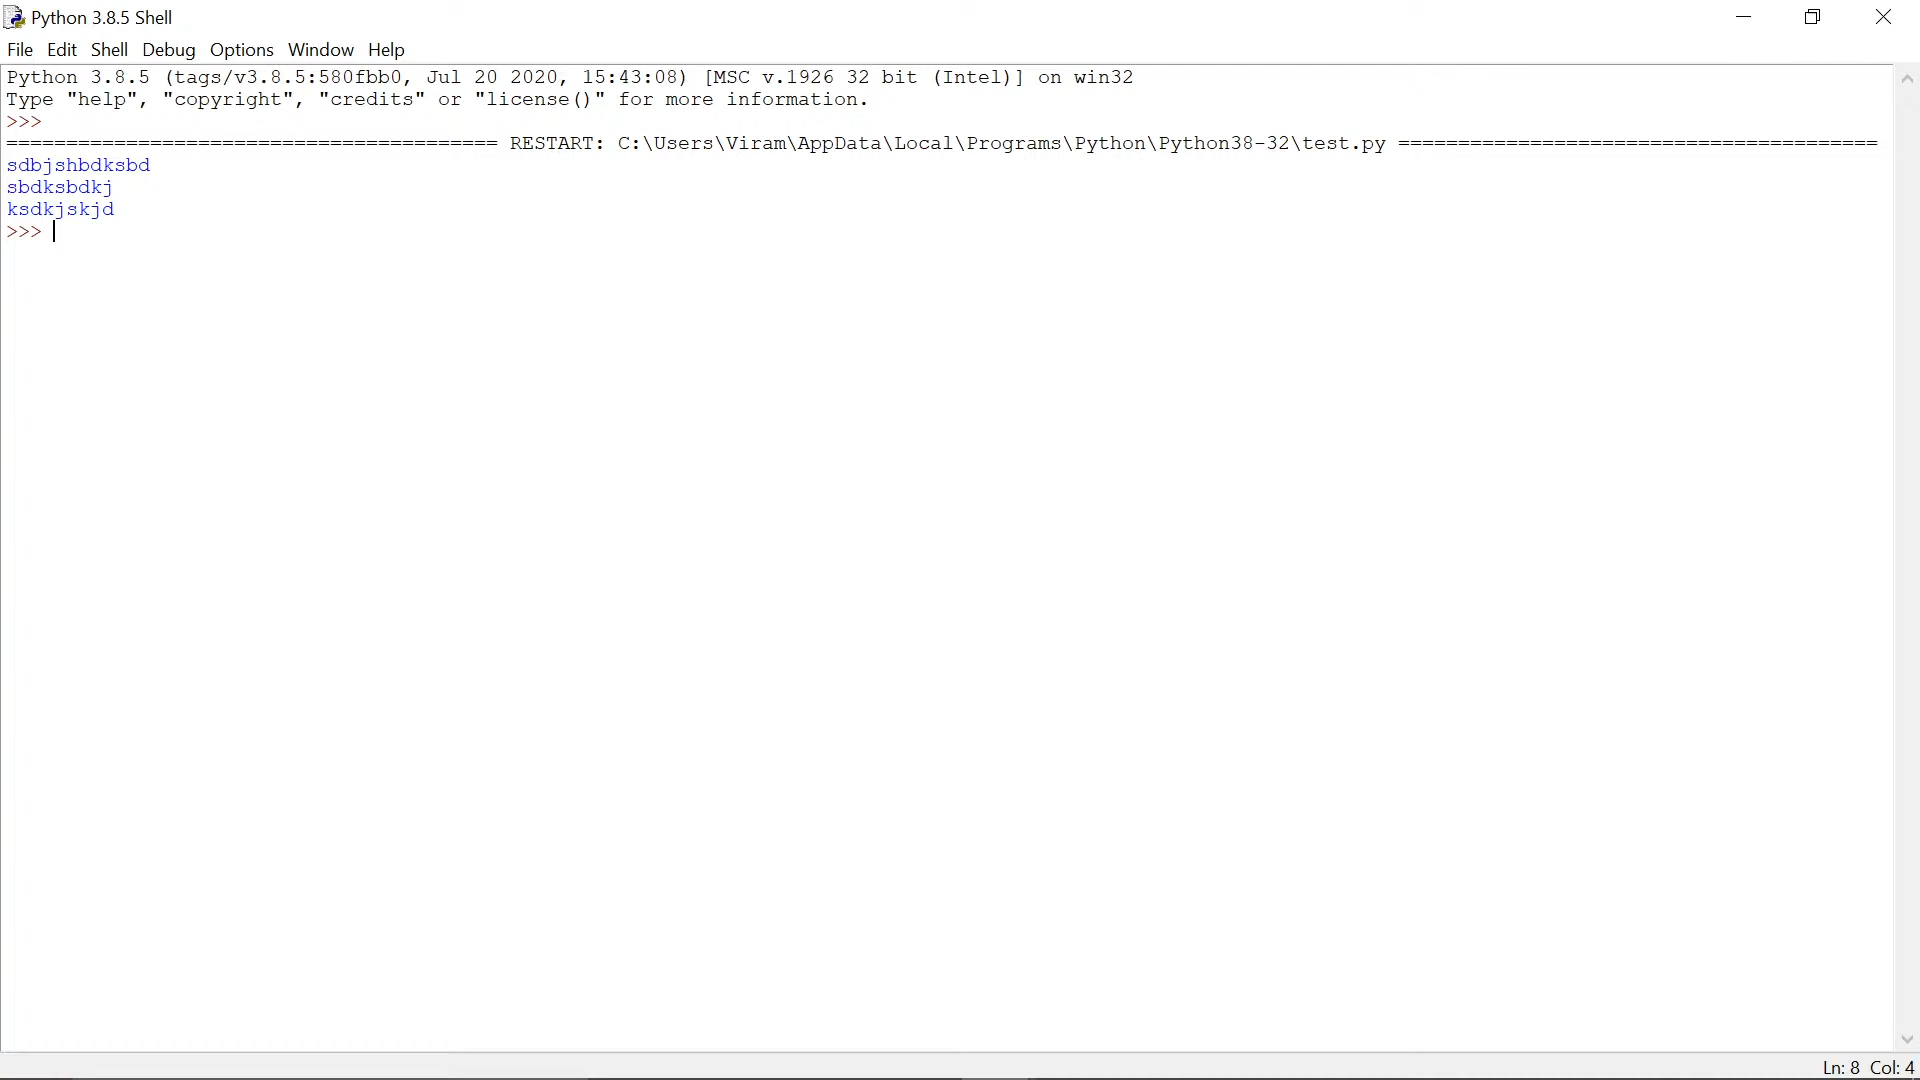 Python 3.8.5 Shell
File Edit Shell Debug Options Window Help
Python 3.8.5 (tags/v3.8.5:580fbb0, Jul 20 2020, 15:43:08) [MSC v.1926 32 bit (Intel)] on win32
Type "help", "copyright", "credits" or "license()" for more information.
>>>
========================================= RESTART: C:\Users\Viram\AppData\Local\Programs\Python\Python38-32\test.py ========================================
sdbjshbdksbd
sbdksbdkj
ksdkjskjd
>>>
Ln: 8 Col: 4